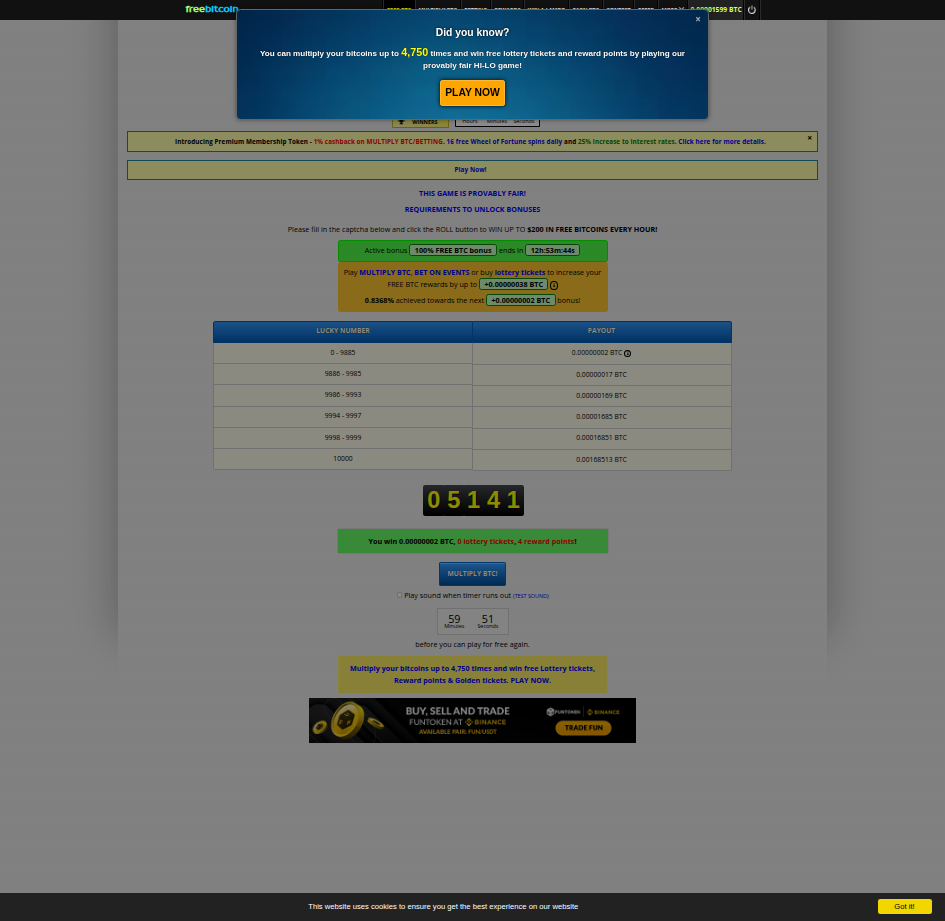 freebitcoin
0.00001599 BTC
×
Did you know?
You can multiply your bitcoins up to 4,750 times and win free lottery tickets and reward points by playing our
provably fair HI-LO game!
PLAY NOW
WINNERS
Hours Minutes Seconds
Introducing Premium Membership Token - 1% cashback on MULTIPLY BTC/BETTING. 16 free Wheel of Fortune spins daily and 25% increase to interest rates. Click here for more details.
×
Play Now!
THIS GAME IS PROVABLY FAIR!
REQUIREMENTS TO UNLOCK BONUSES
Please fill in the captcha below and click the ROLL button to WIN UP TO $200 IN FREE BITCOINS EVERY HOUR!
Active bonus 100% FREE BTC bonus ends in 12h:53m:44s
Play MULTIPLY BTC, BET ON EVENTS or buy lottery tickets to increase your
FREE BTC rewards by up to +0.00000038 BTC
0.8368% achieved towards the next +0.00000002 BTC bonus!
LUCKY NUMBER PAYOUT
0 - 9885 0.00000002 BTC
9886 - 9985 0.00000017 BTC
9986 - 9993 0.00000169 BTC
9994 - 9997 0.00001685 BTC
9998 - 9999 0.00016851 BTC
10000 0.00168513 BTC
05141
You win 0.00000002 BTC, 0 lottery tickets, 4 reward points!
MULTIPLY BTC!
Play sound when timer runs out (TEST SOUND)
59 51
Minutes Seconds
before you can play for free again.
Multiply your bitcoins up to 4,750 times and win free Lottery tickets,
Reward points & Golden tickets. PLAY NOW.
BUY, SELL AND TRADE
FUNTOKEN AT BINANCE
AVAILABLE PAIR: FUN/USDT
FUNTOKEN BINANCE
TRADE FUN
This website uses cookies to ensure you get the best experience on our website
Got it!